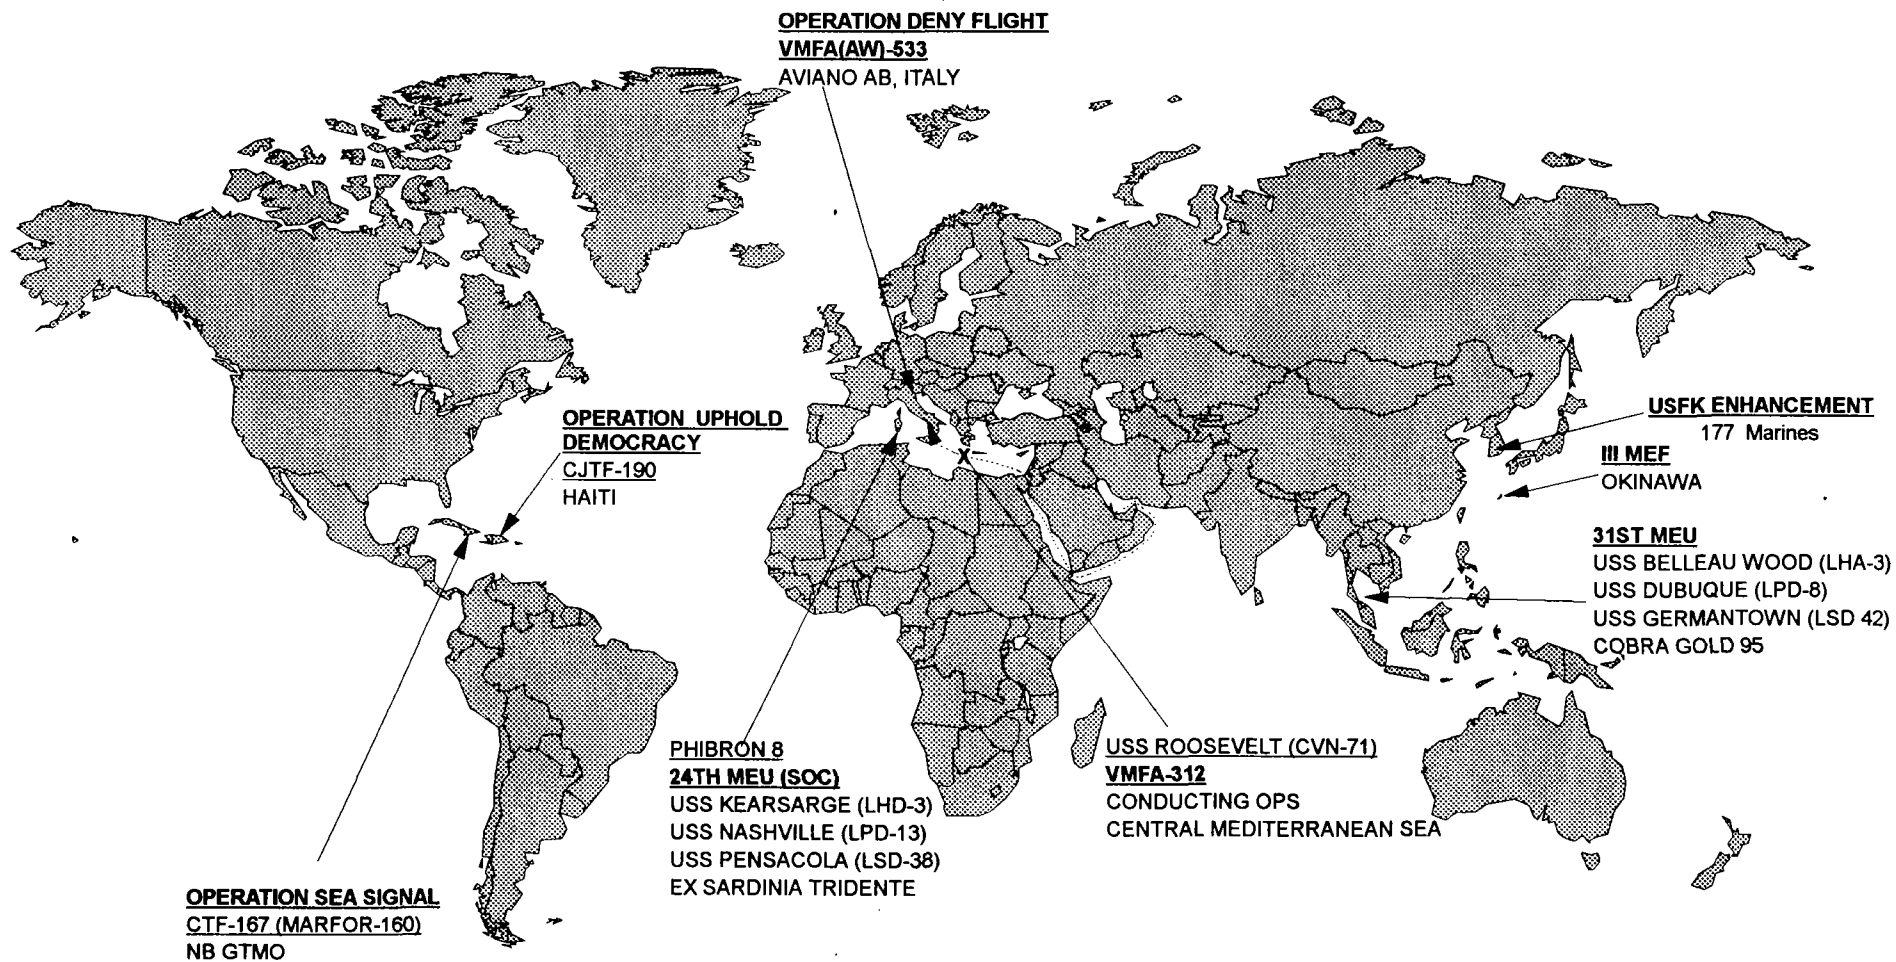 OPERATION DENY FLIGHT
VMFA(AW)-533
AVIANO AB, ITALY
OPERATION UPHOLD
DEMOCRACY
CJTF-190
HAITI
USFK ENHANCEMENT
177 Marines
III MEF
OKINAWA
31ST MEU
USS BELLEAU WOOD (LHA-3)
USS DUBUQUE (LPD-8)
USS GERMANTOWN (LSD 42)
COBRA GOLD 95
X
PHIBRON 8
24TH MEU (SOC)
USS KEARSARGE (LHD-3)
USS NASHVILLE (LPD-13)
USS PENSACOLA (LSD-38)
EX SARDINIA TRIDENTE
USS ROOSEVELT (CVN-71)
VMFA-312
CONDUCTING OPS
CENTRAL MEDITERRANEAN SEA
OPERATION SEA SIGNAL
CTF-167 (MARFOR-160)
NB GTMO